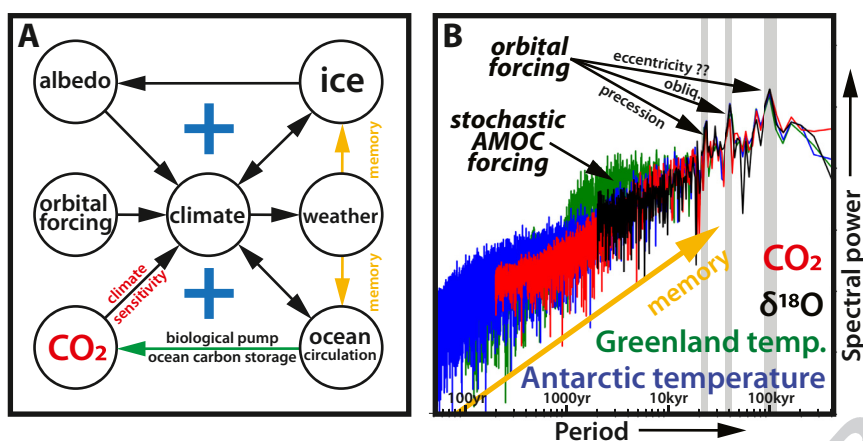 A
albedo
ice
memory
orbital
forcing
climate
weather
climate
sensitivity
memory
CO₂
biological pump
ocean carbon storage
ocean
circulation
B
orbital
forcing
eccentricity ??
obliq.
precession
stochastic
AMOC
forcing
memory
CO₂
δ¹⁸O
Greenland temp.
Antarctic temperature
100yr
1000yr
10kyr
100kyr
Period
Spectral power